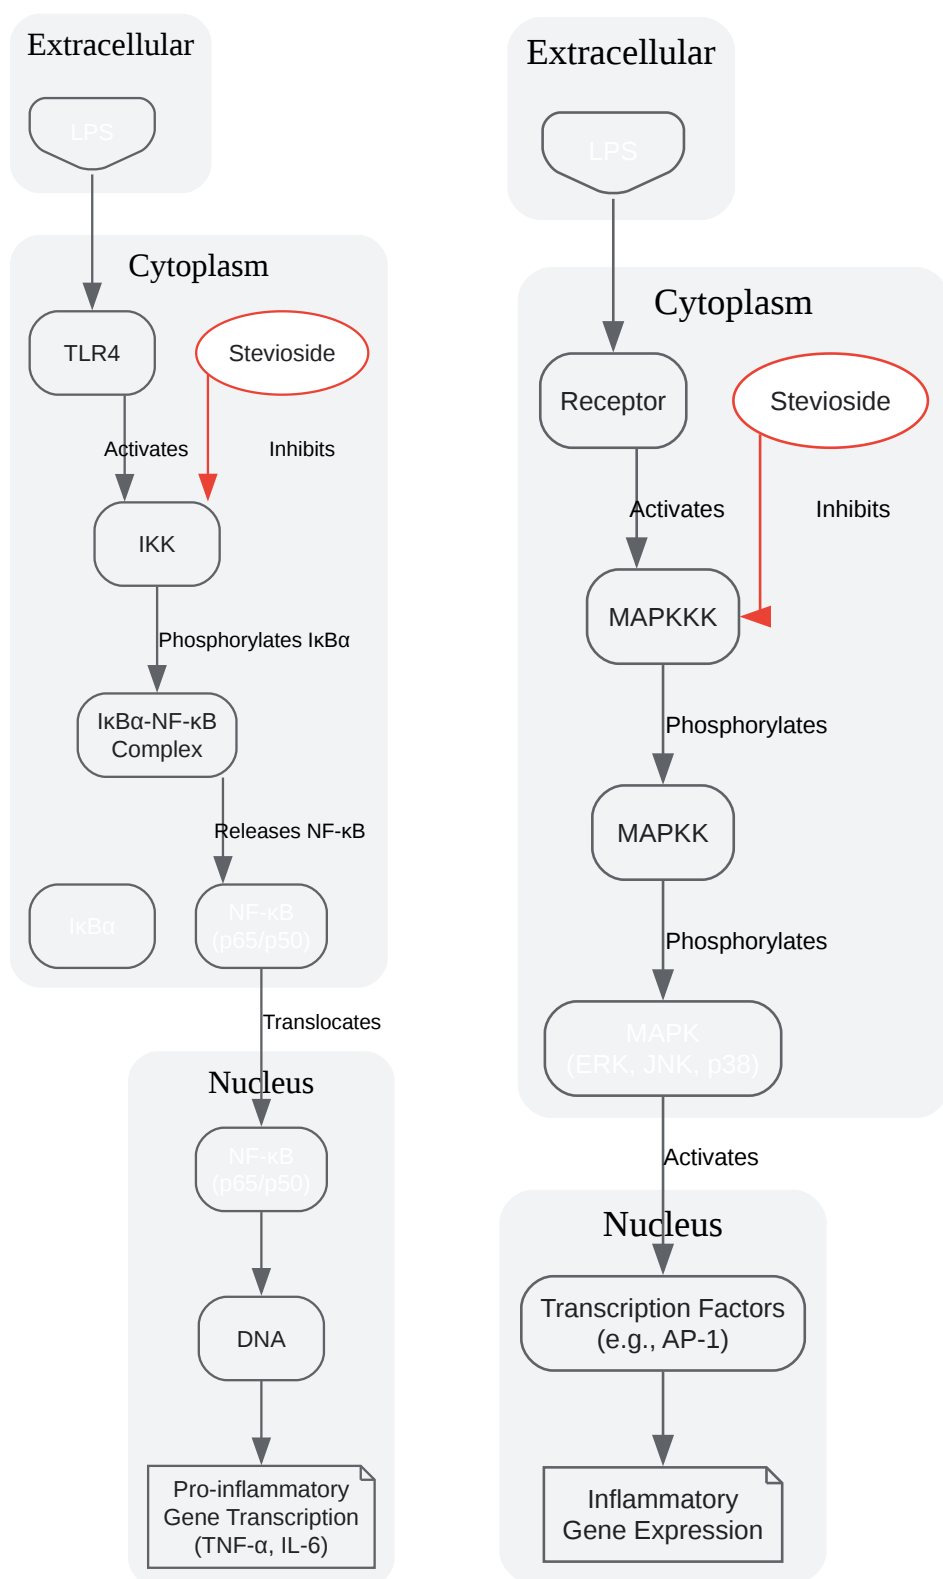 Extracellular
LPS
Cytoplasm
TLR4
Stevioside
Activates
Inhibits
IKK
Phosphorylates IκBα
IκBα-NF-κB
Complex
Releases NF-κB
IκBα
NF-κB
(p65/p50)
Translocates
Nucleus
NF-κB
(p65/p50)
DNA
Pro-inflammatory
Gene Transcription
(TNF-α, IL-6)
Extracellular
LPS
Cytoplasm
Receptor
Stevioside
Activates
Inhibits
MAPKKK
Phosphorylates
MAPKK
Phosphorylates
MAPK
(ERK, JNK, p38)
Activates
Nucleus
Transcription Factors
(e.g., AP-1)
Inflammatory
Gene Expression